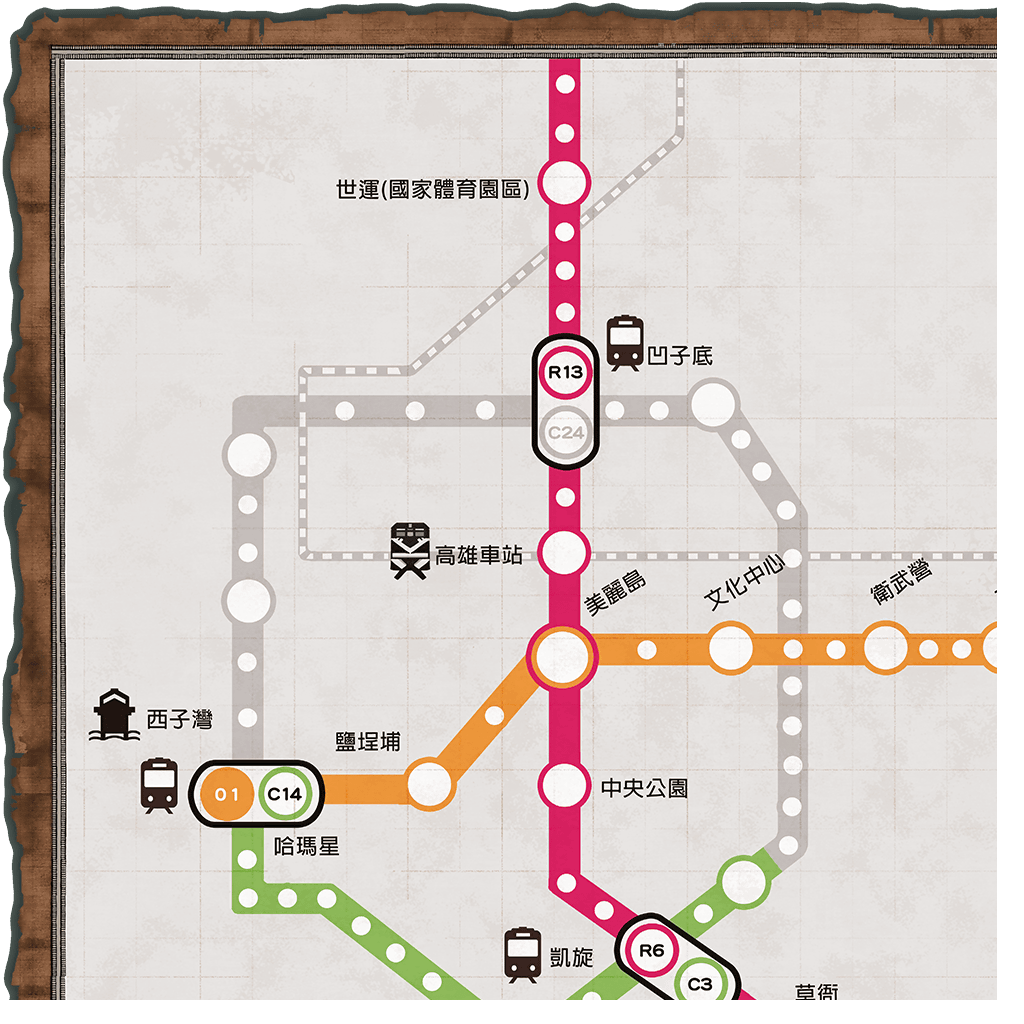 世運(國家體育園區)
R13
凹子底
C24
高雄車站
美麗島
文化中心
衛武營
西子灣
鹽埕埔
O1
C14
中央公園
哈瑪星
凱旋
R6
C3
草衙